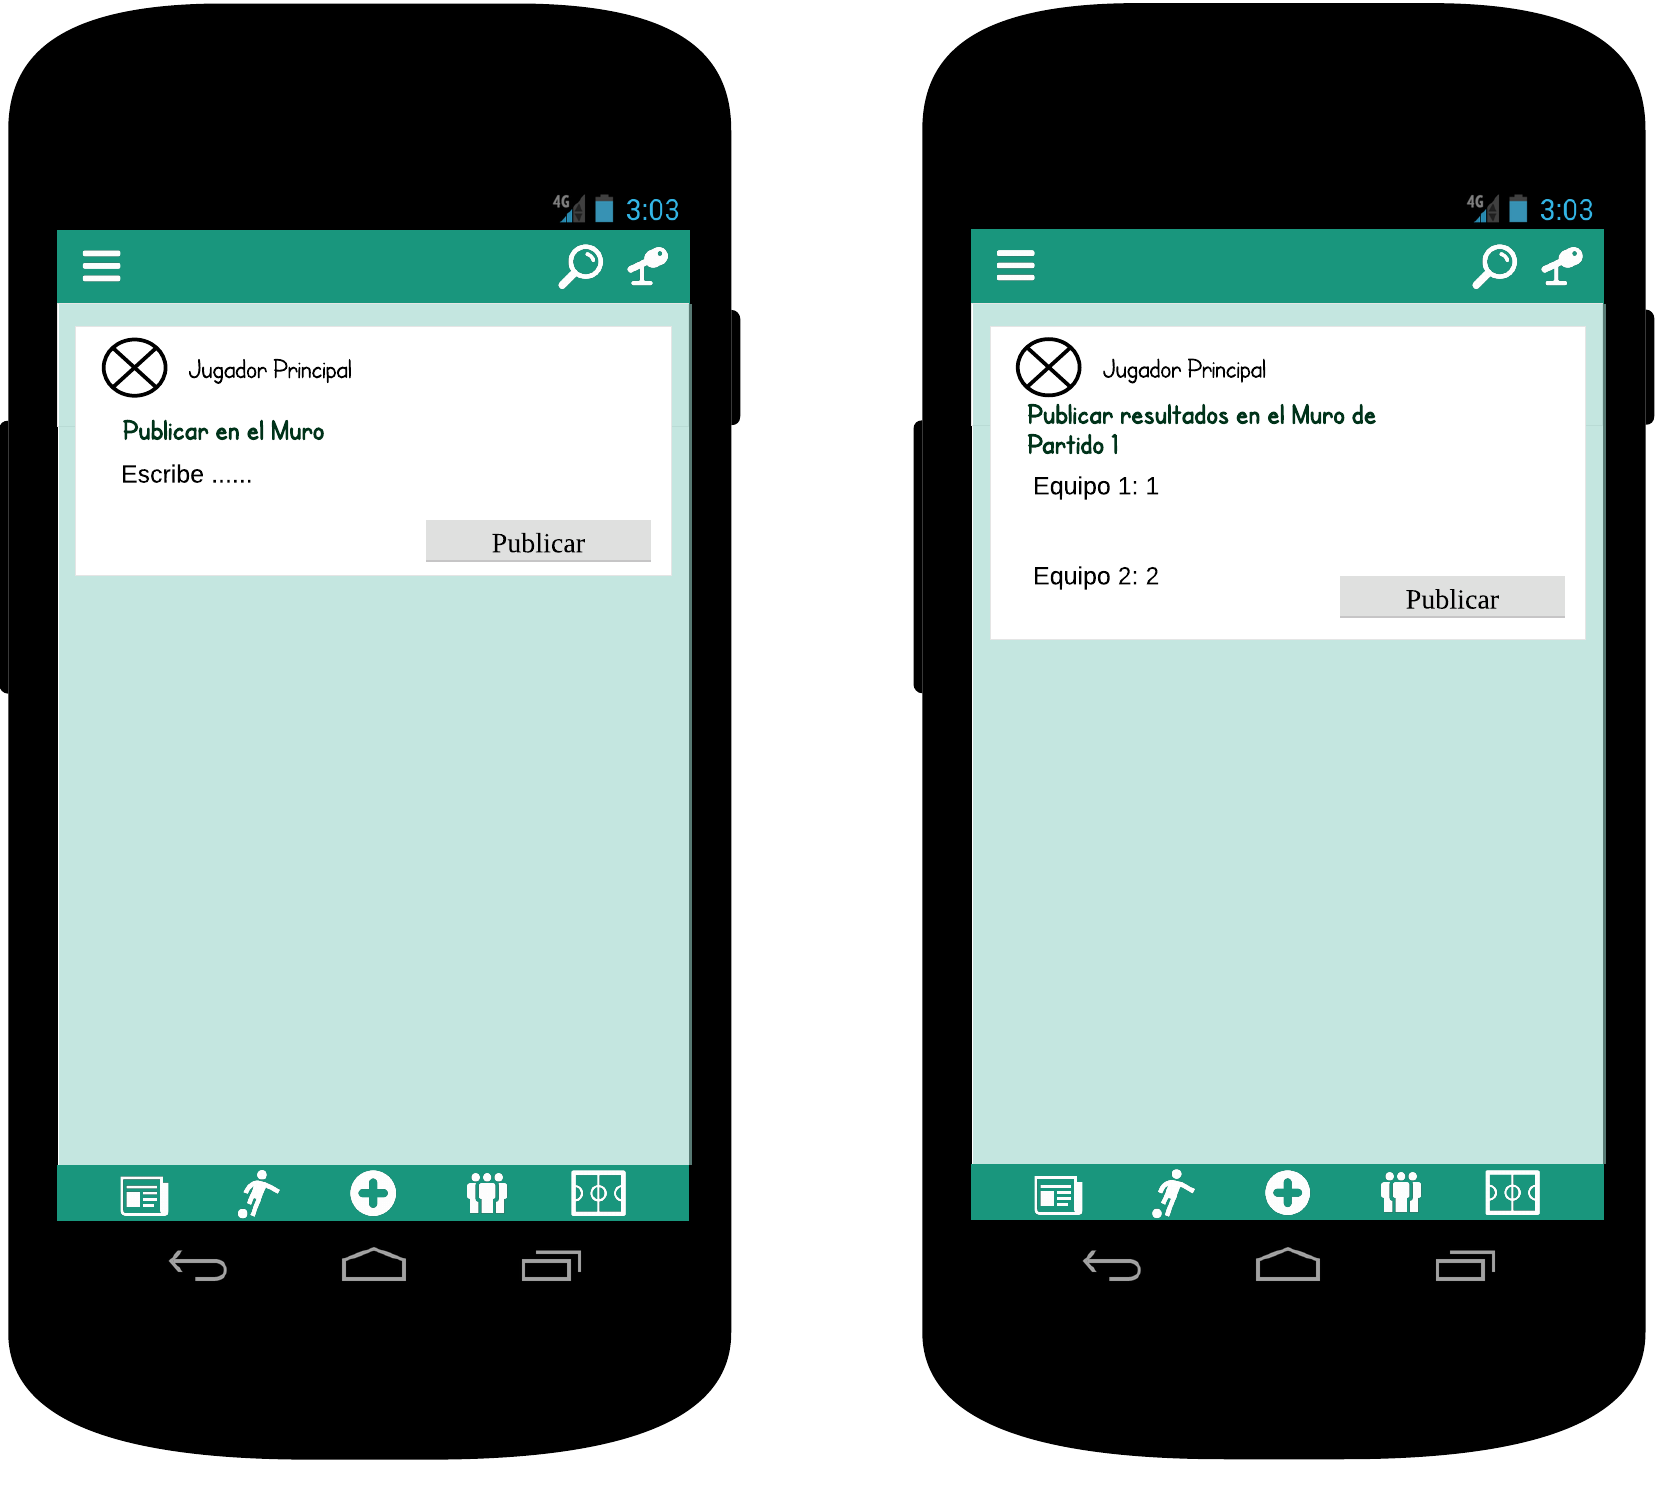 4G 3:03
Jugador Principal
Publicar en el Muro
Escribe ......
Publicar
4G 3:03
Jugador Principal
Publicar resultados en el Muro de
Partido 1
Equipo 1: 1
Equipo 2: 2
Publicar